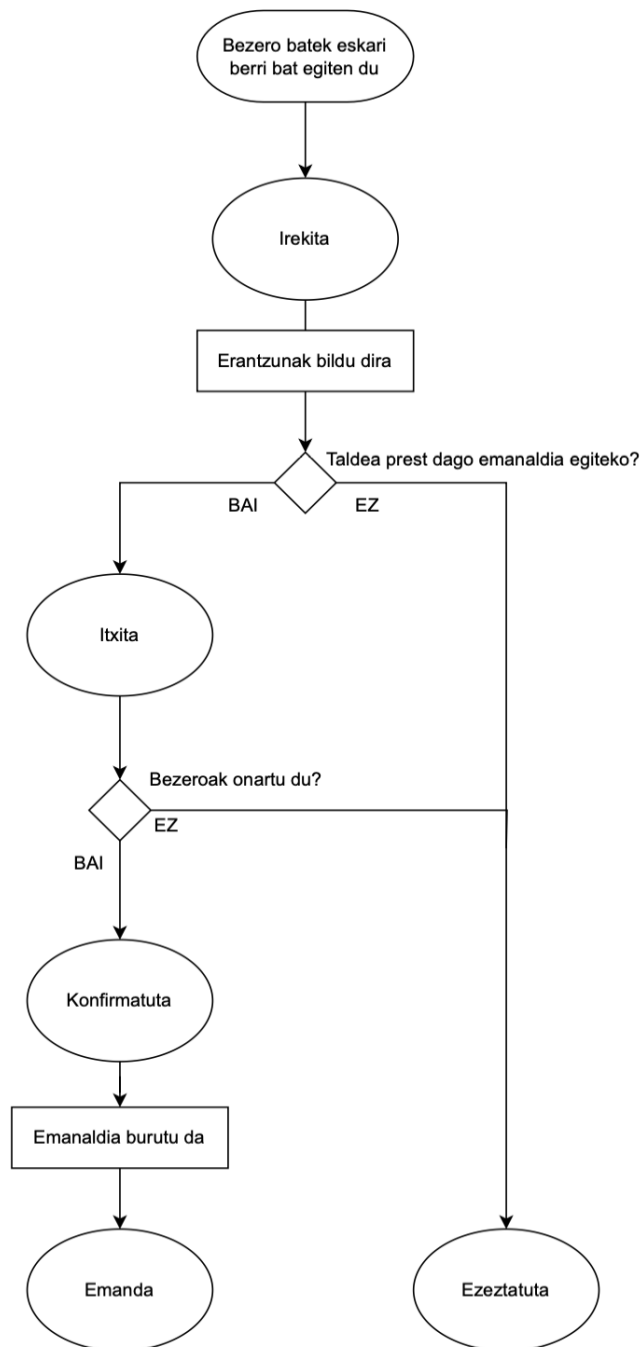 Bezero batek eskari
berri bat egiten du
Irekita
Erantzunak bildu dira
Taldea prest dago emanaldia egiteko?
BAI
EZ
Itxita
Bezeroak onartu du?
EZ
BAI
Konfirmatuta
Emanaldia burutu da
Emanda
Ezeztatuta